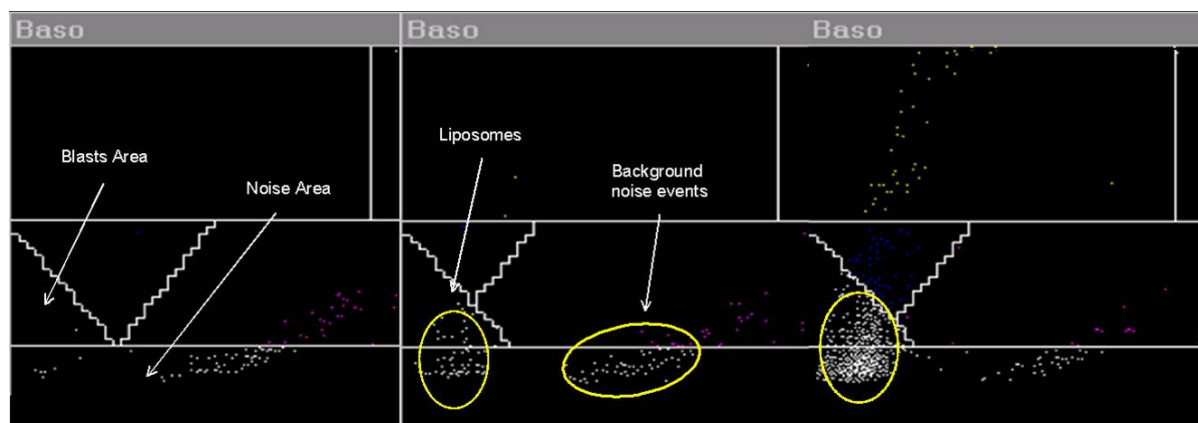 Baso
Baso
Baso
Blasts Area
Noise Area
Liposomes
Background
noise events